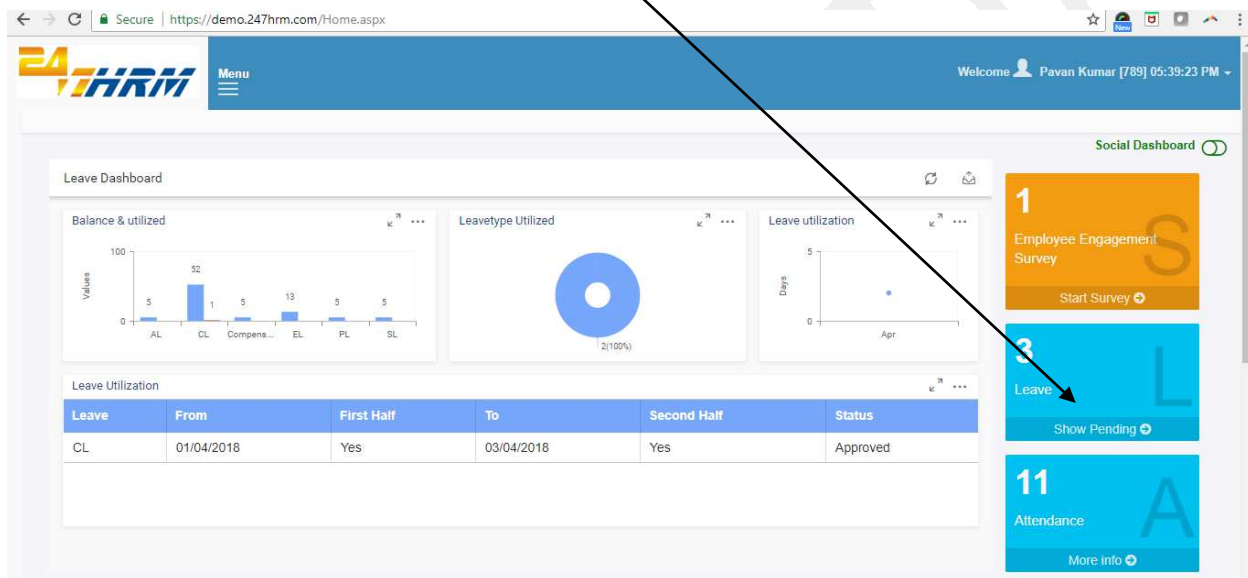 Secure | https://demo.247hrm.com/Home.aspx
New
247HRM
Menu
Welcome Pavan Kumar [789] 05:39:23 PM
Social Dashboard
Leave Dashboard
Balance & utilized
100
Values
0
5
52
1
5
13
5
5
AL CL Compens... EL PL SL
Leavetype Utilized
2(100%)
Leave utilization
5
Days
0
Apr
Leave Utilization
Leave From First Half To Second Half Status
CL 01/04/2018 Yes 03/04/2018 Yes Approved
1
S
Employee Engagement
Survey
Start Survey
3
L
Leave
Show Pending
11
A
Attendance
More info